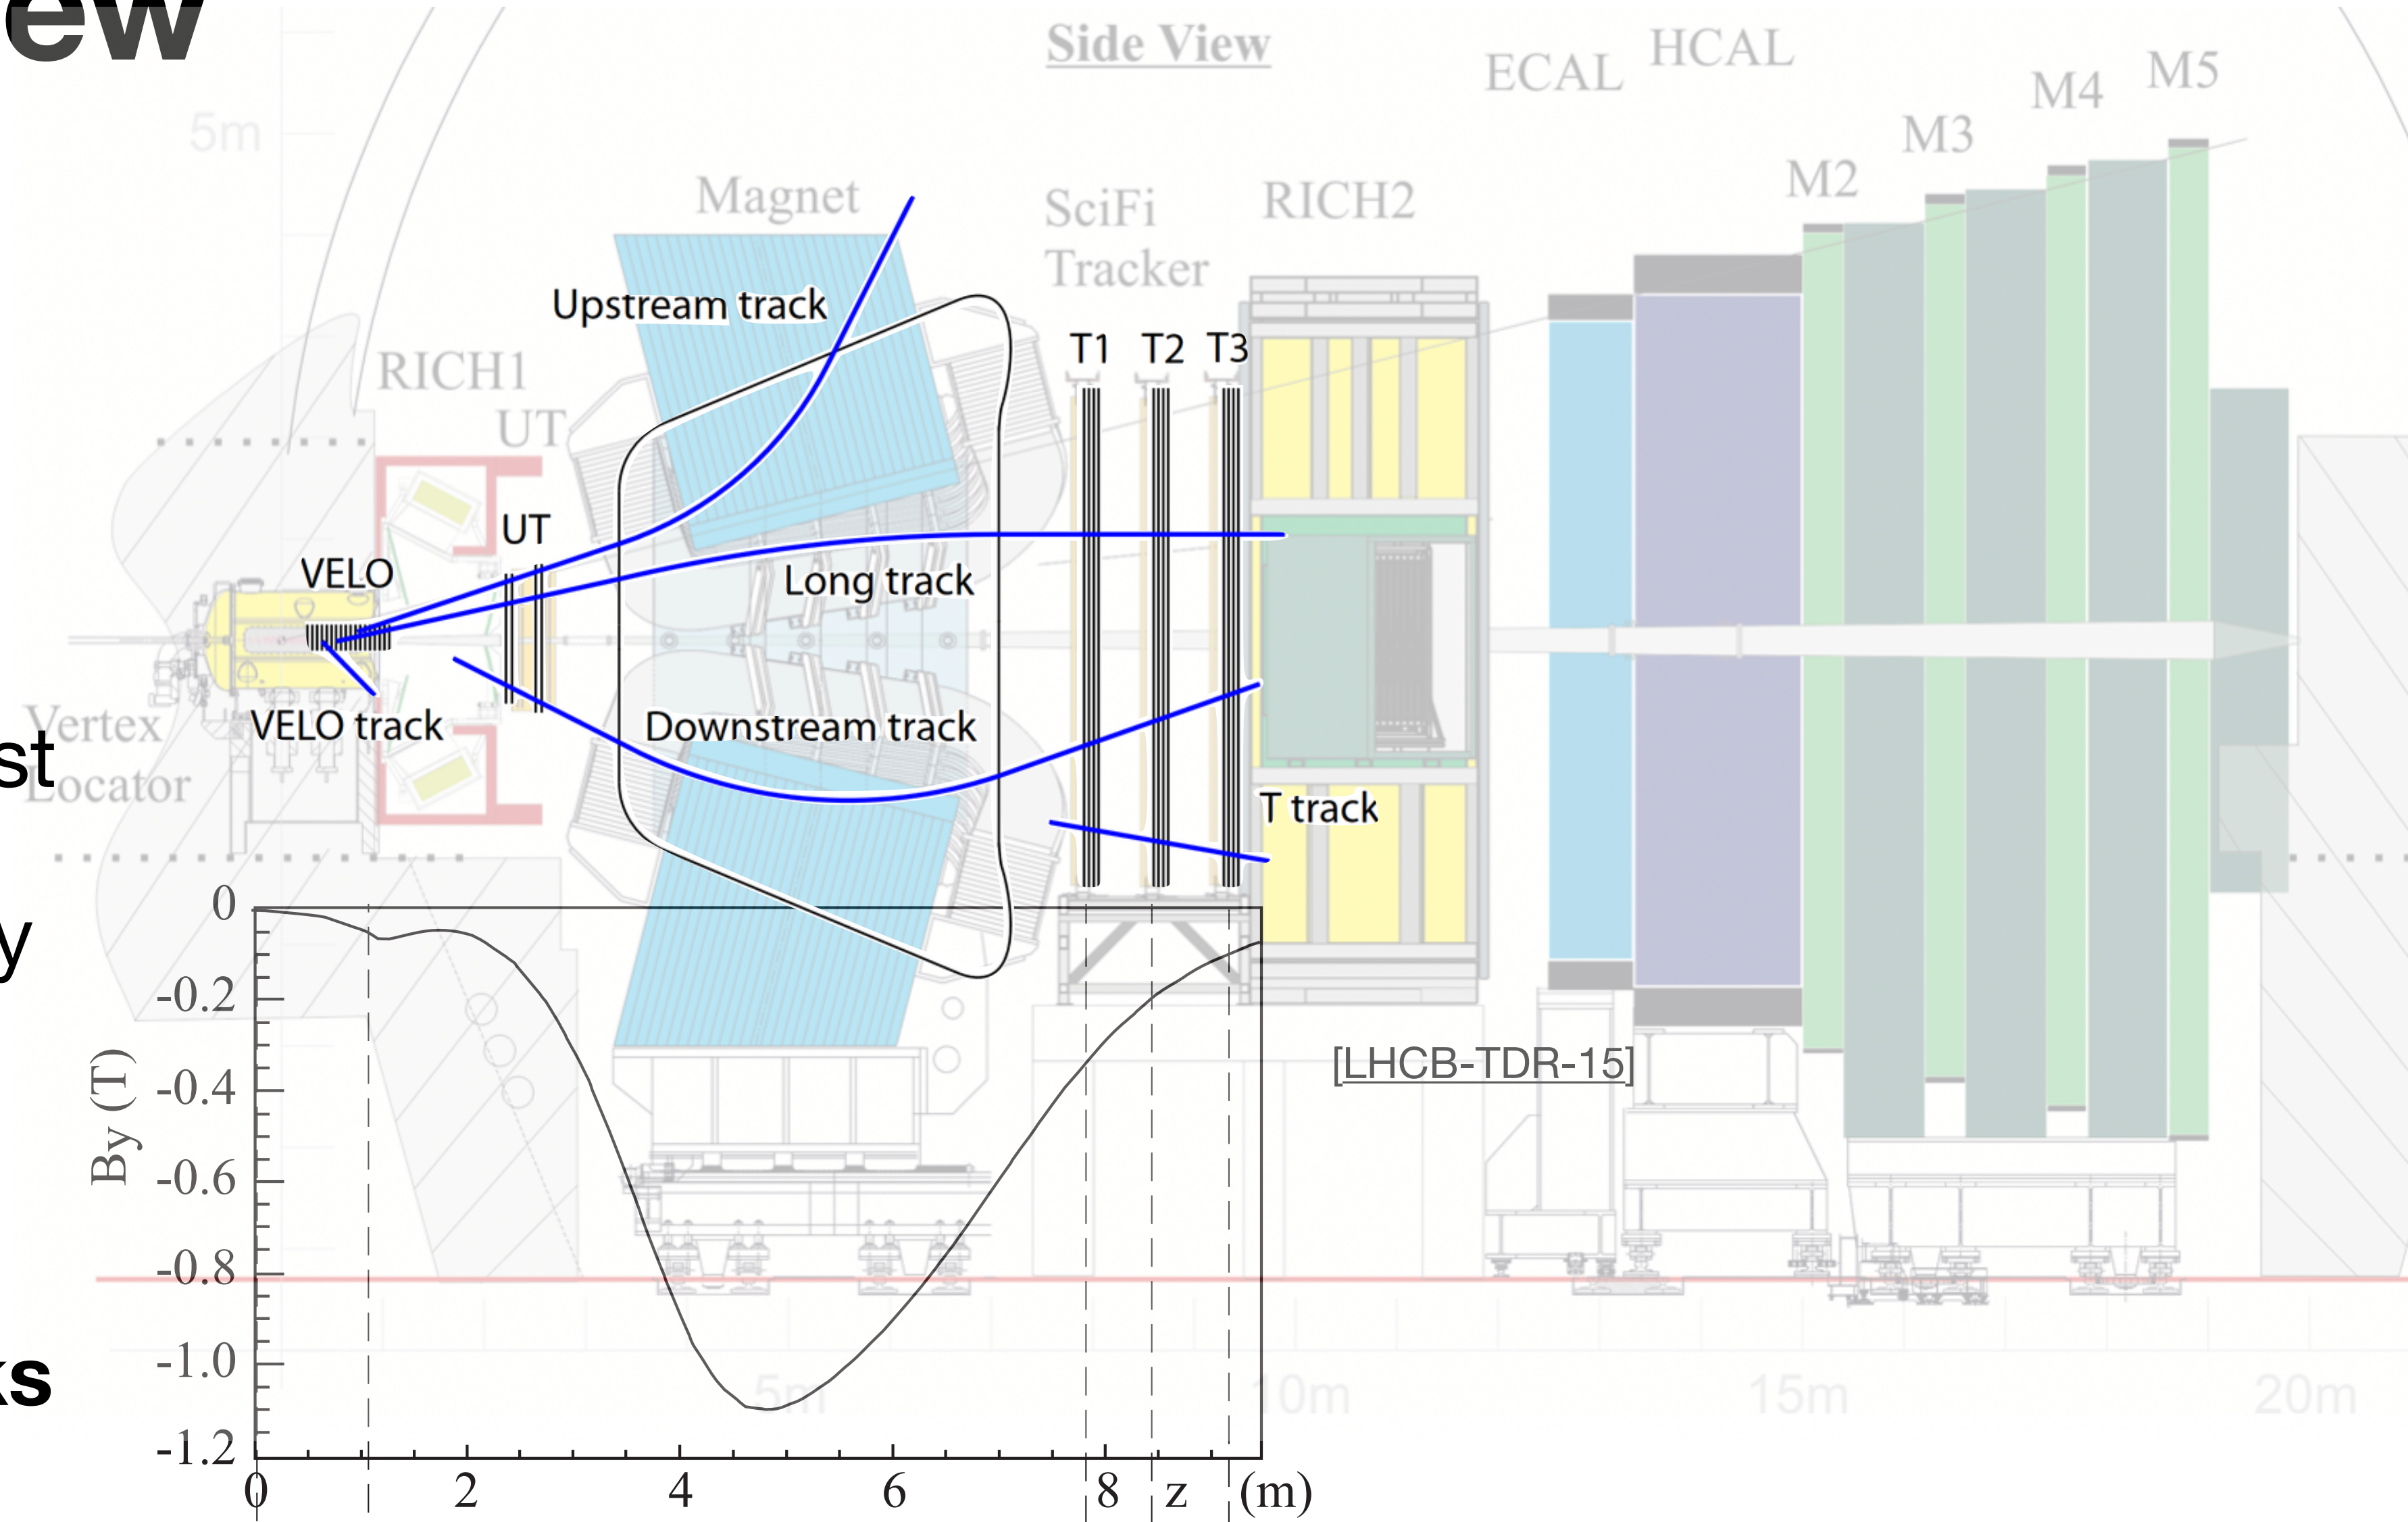 ew
Side View
ECAL
HCAL
M2
M3
M4
M5
5m
Magnet
SciFi
Tracker
RICH2
Upstream track
RICH1
UT
T1
T2
T3
UT
VELO
Long track
Vertex
Locator
VELO track
Downstream track
T track
st
y
ks
[LHCB-TDR-15]
0
-0.2
-0.4
-0.6
-0.8
-1.0
-1.2
By (T)
5m
10m
15m
20m
0 2 4 6 8 z (m)